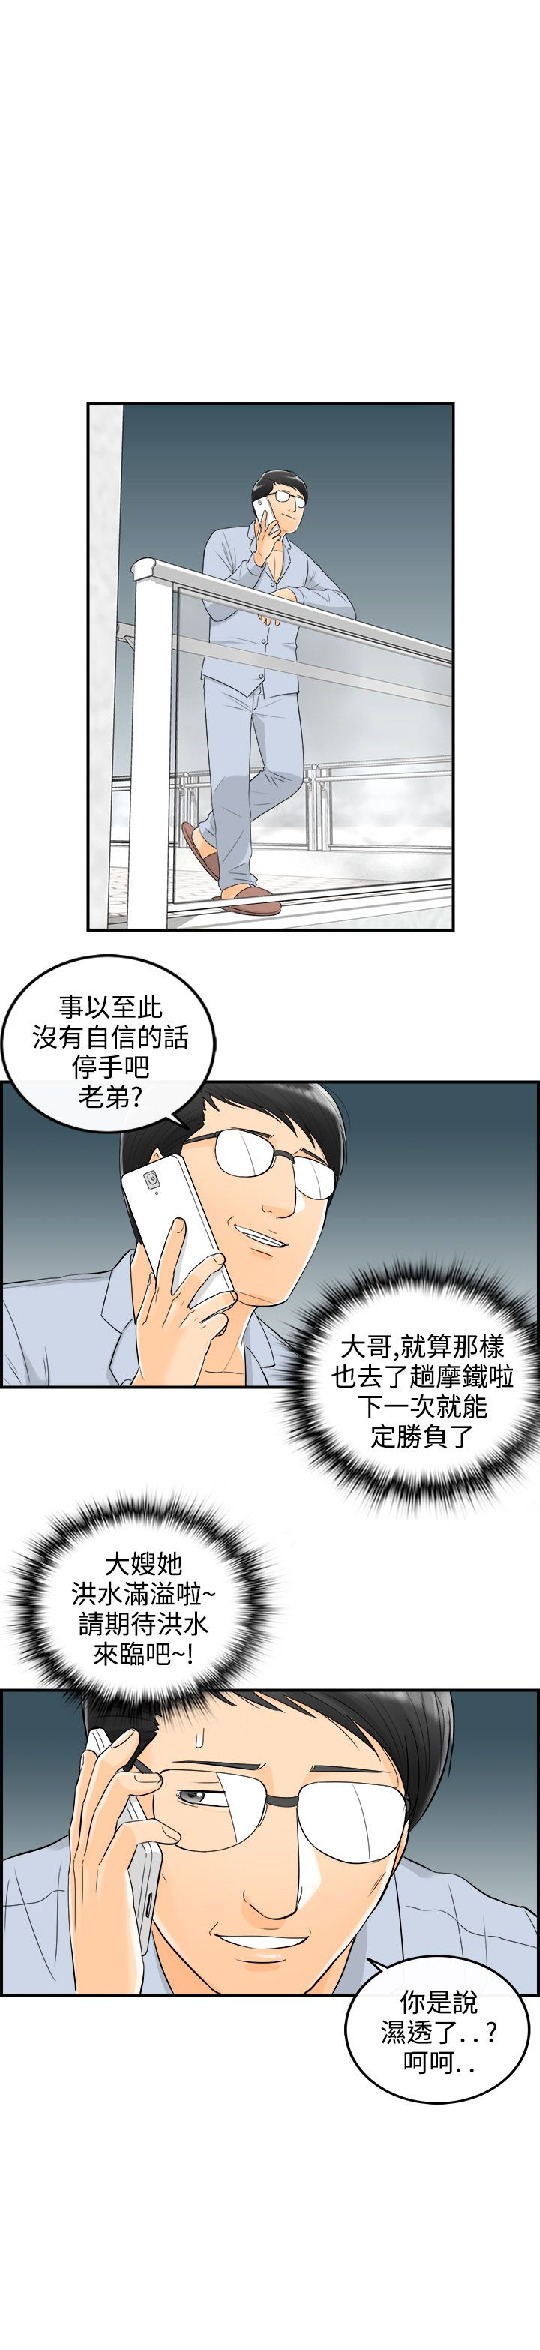 事以至此
沒有自信的話
停手吧
老弟?
大哥,就算那樣
也去了趟摩鐵啦
下一次就能
定勝負了
大嫂她
洪水滿溢啦~
請期待洪水
來臨吧~!
你是說
濕透了..?
呵呵..